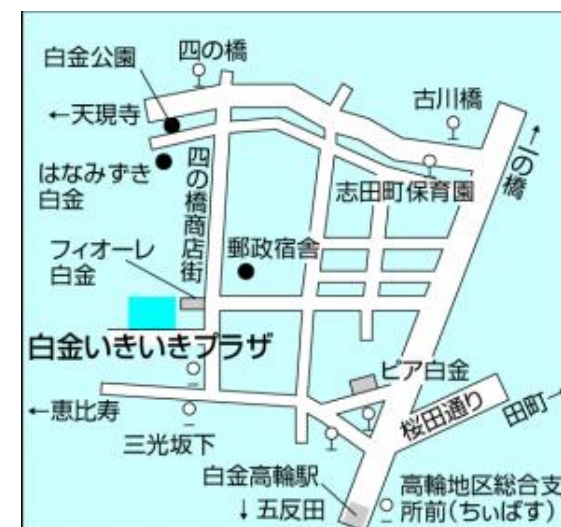 四の橋
白金公園
古川橋
←天現寺
→一の橋
はなみずき
白金
四の橋商店街
志田町保育園
フィオーレ
白金
郵政宿舎
白金いきいきプラザ
ピア白金
←恵比寿
桜田通り
田町→
三光坂下
白金高輪駅
↓五反田
高輪地区総合支
所前(ちぃばす)